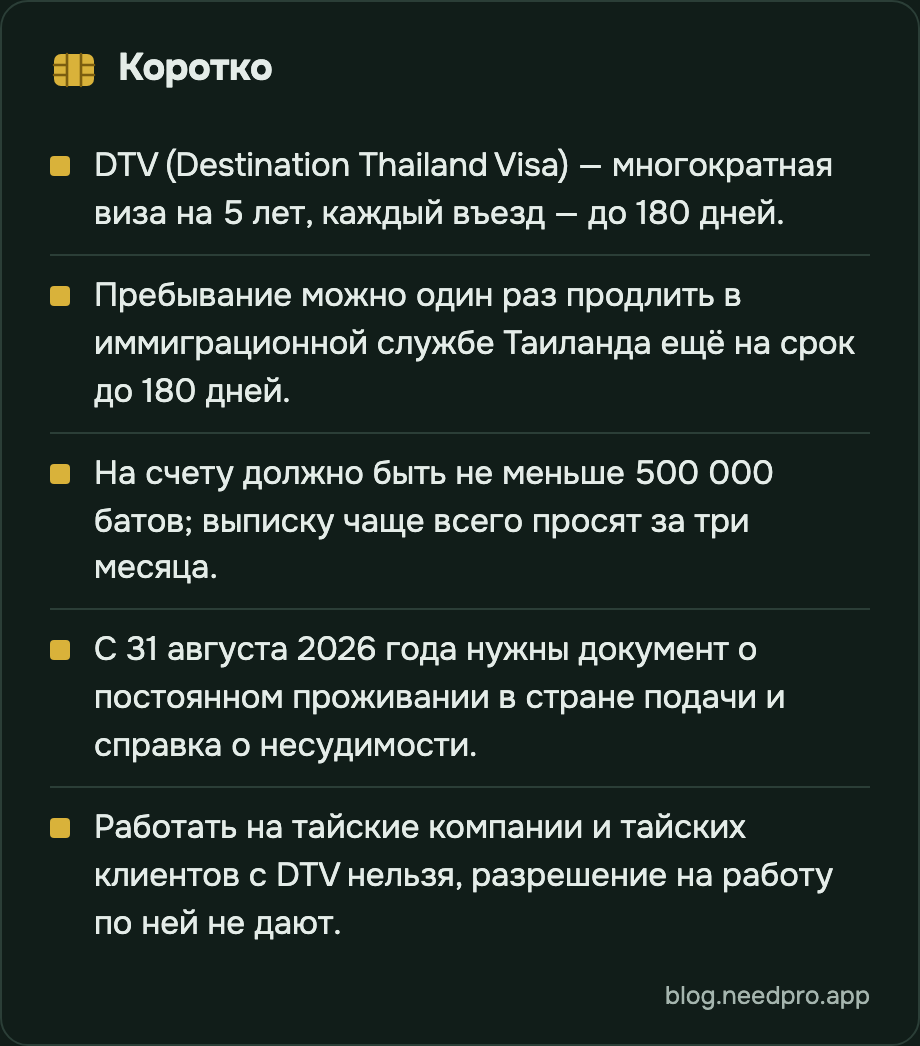 Коротко
DTV (Destination Thailand Visa) — многократная
виза на 5 лет, каждый въезд — до 180 дней.
Пребывание можно один раз продлить в
иммиграционной службе Таиланда ещё на срок
до 180 дней.
На счету должно быть не меньше 500 000
батов; выписку чаще всего просят за три
месяца.
С 31 августа 2026 года нужны документ о
постоянном проживании в стране подачи и
справка о несудимости.
Работать на тайские компании и тайских
клиентов с DTV нельзя, разрешение на работу
по ней не дают.
blog.needpro.app